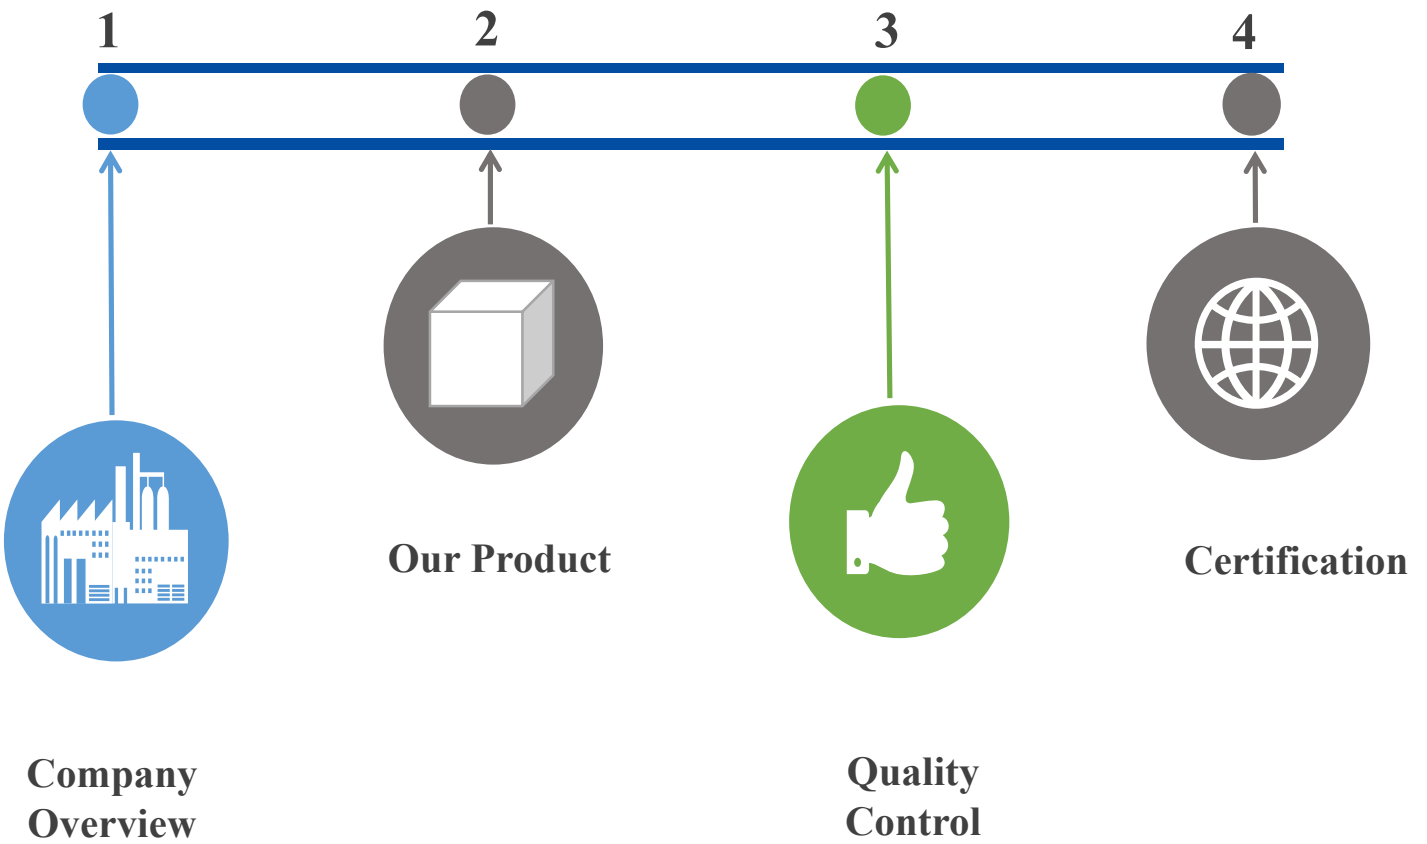 1
2
3
4
Company
Overview
Our Product
Quality
Control
Certification